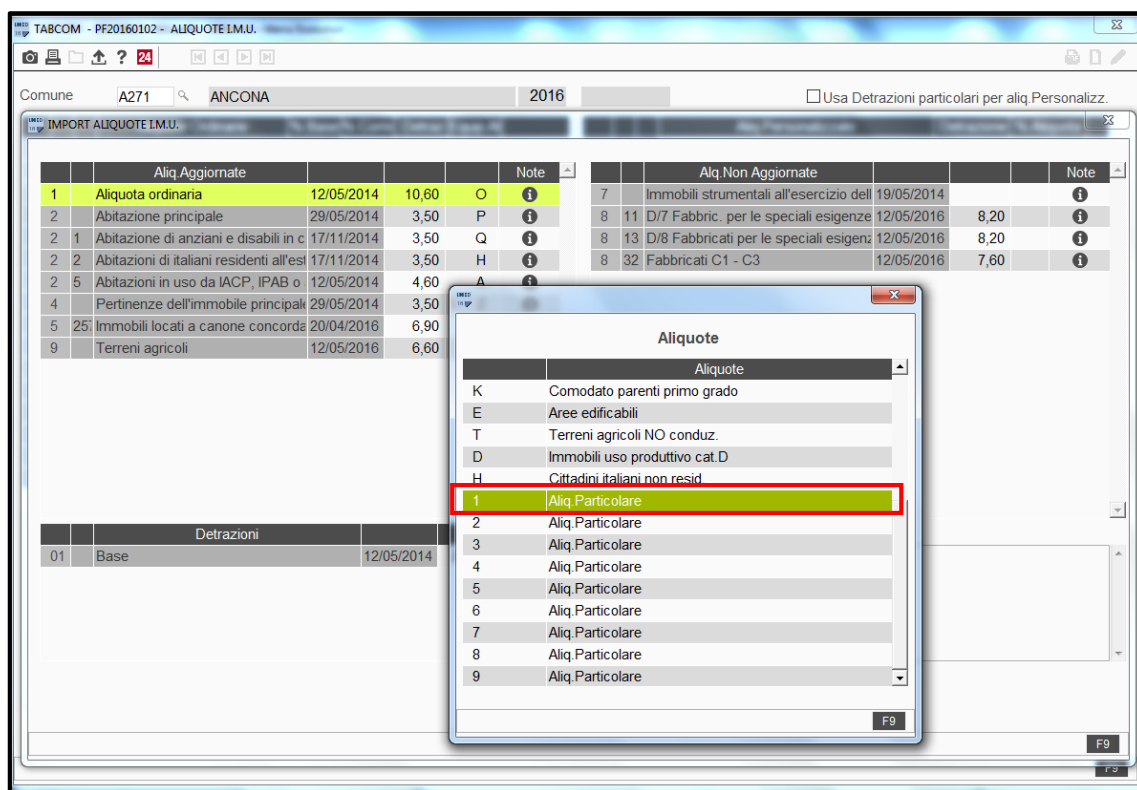 TABCOM - PF20160102 - ALIQUOTE I.M.U.
? 24
Comune A271 ANCONA 2016 Usa Detrazioni particolari per aliq.Personalizz.
IMPORT ALIQUOTE I.M.U.
Aliq.Aggiornate Note
1 Aliquota ordinaria 12/05/2014 10,60 O
2 Abitazione principale 29/05/2014 3,50 P
2 1 Abitazione di anziani e disabili in c 17/11/2014 3,50 Q
2 2 Abitazioni di italiani residenti all'est 17/11/2014 3,50 H
2 5 Abitazioni in uso da IACP, IPAB o 12/05/2014 4,60 A
4 Pertinenze dell'immobile principale 29/05/2014 3,50
5 257 Immobili locati a canone concorda 20/04/2016 6,90
9 Terreni agricoli 12/05/2016 6,60
Alq.Non Aggiornate Note
7 Immobili strumentali all'esercizio dell 19/05/2014
8 11 D/7 Fabbric. per le speciali esigenze 12/05/2016 8,20
8 13 D/8 Fabbricati per le speciali esigenz 12/05/2016 8,20
8 32 Fabbricati C1 - C3 12/05/2016 7,60
Detrazioni
01 Base 12/05/2014
Aliquote
Aliquote
K Comodato parenti primo grado
E Aree edificabili
T Terreni agricoli NO conduz.
D Immobili uso produttivo cat.D
H Cittadini italiani non resid.
1 Aliq.Particolare
2 Aliq.Particolare
3 Aliq.Particolare
4 Aliq.Particolare
5 Aliq.Particolare
6 Aliq.Particolare
7 Aliq.Particolare
8 Aliq.Particolare
9 Aliq.Particolare
F9
F9
F9